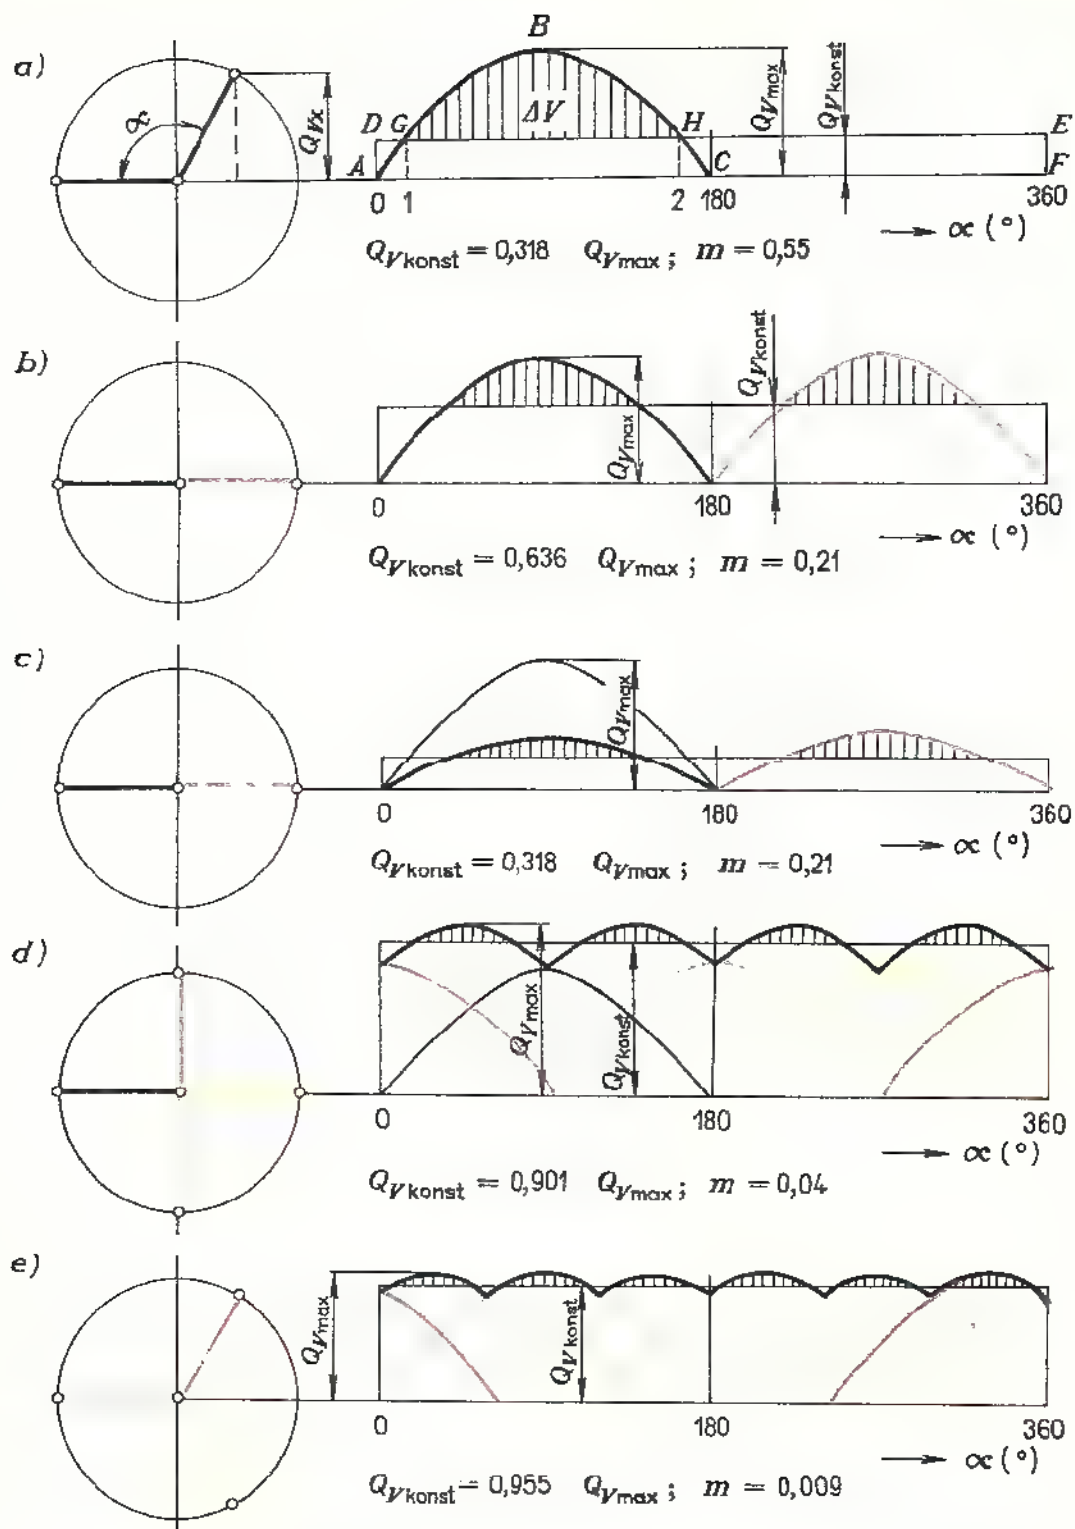 a)
B
ΔV
D G
H
E
A
C
F
Q_Vx
α
Q_Vmax
Q_Vkonst
0 1 2 180 360
α (°)
Q_Vkonst = 0,318 Q_Vmax ; m = 0,55
b)
Q_Vmax
Q_Vkonst
0 180 360
α (°)
Q_Vkonst = 0,636 Q_Vmax ; m = 0,21
c)
Q_Vmax
0 180 360
α (°)
Q_Vkonst = 0,318 Q_Vmax ; m = 0,21
d)
Q_Vmax
Q_Vkonst
0 180 360
α (°)
Q_Vkonst = 0,901 Q_Vmax ; m = 0,04
e)
Q_Vmax
Q_Vkonst
0 180 360
α (°)
Q_Vkonst = 0,955 Q_Vmax ; m = 0,009